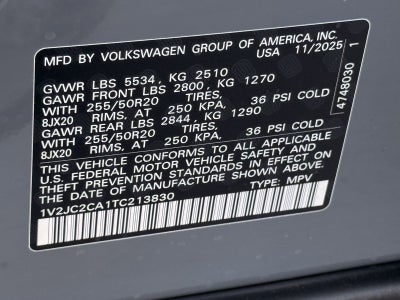 MFD BY VOLKSWAGEN GROUP OF AMERICA, INC.
USA 11/2025
GVWR LBS 5534, KG 2510
GAWR FRONT LBS 2800, KG 1270
WITH 255/50R20 TIRES,
8JX20 RIMS, AT 250 KPA, 36 PSI COLD
GAWR REAR LBS 2844, KG 1290
WITH 255/50R20 TIRES,
8JX20 RIMS, AT 250 KPA, 36 PSI COLD
THIS VEHICLE CONFORMS TO ALL APPLICABLE
U.S. FEDERAL MOTOR VEHICLE SAFETY AND
THEFT PREVENTION STANDARDS IN EFFECT ON
THE DATE OF MANUFACTURE SHOWN ABOVE.
1V2JC2CA1TC213830 TYPE: MPV
4748030 1